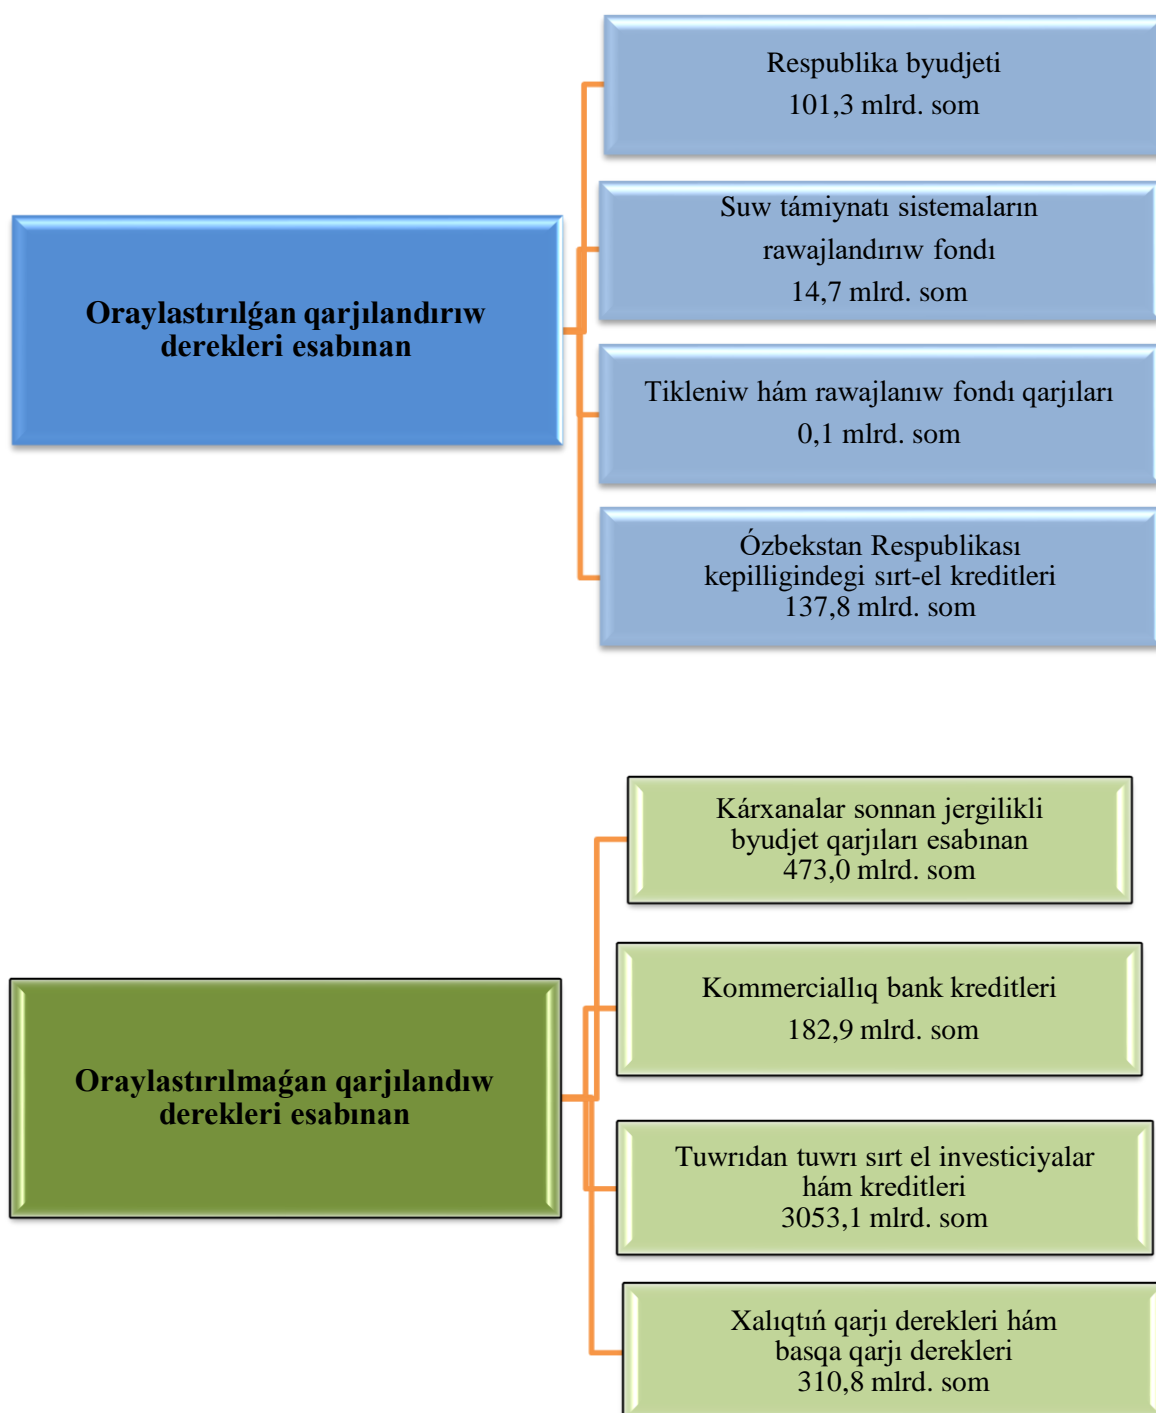 Oraylastırılǵan qarjılandırıw
derekleri esabınan
Respublika byudjeti
101,3 mlrd. som
Suw támiynatı sistemaların
rawajlandırıw fondı
14,7 mlrd. som
Tikleniw hám rawajlanıw fondı qarjıları
0,1 mlrd. som
Ózbekstan Respublikası
kepilligindegi sırt-el kreditleri
137,8 mlrd. som
Oraylastırılmaǵan qarjılandıw
derekleri esabınan
Kárxanalar sonnan jergilikli
byudjet qarjıları esabınan
473,0 mlrd. som
Kommerciallıq bank kreditleri
182,9 mlrd. som
Tuwrıdan tuwrı sırt el investiciyalar
hám kreditleri
3053,1 mlrd. som
Xalıqtıń qarjı derekleri hám
basqa qarjı derekleri
310,8 mlrd. som